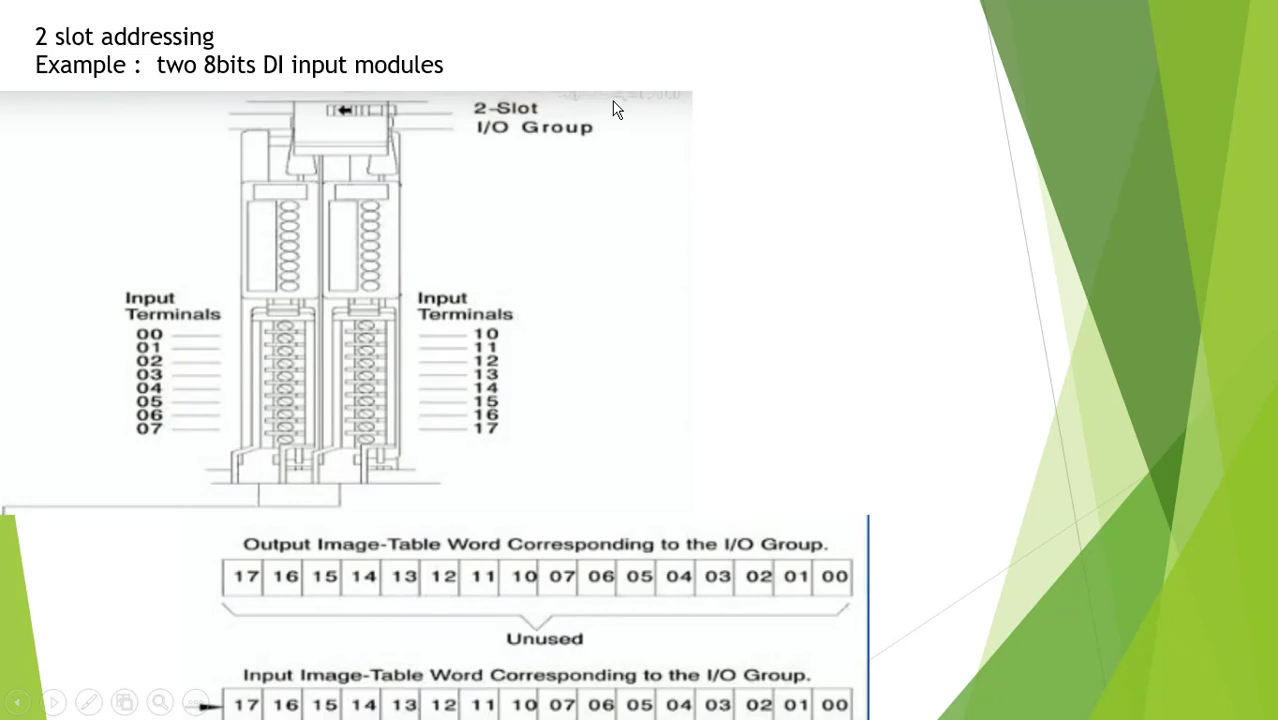 2 slot addressing
Example : two 8bits DI input modules
2-Slot
I/O Group
Input
Terminals
00
01
02
03
04
05
06
07
Input
Terminals
10
11
12
13
14
15
16
17
Output Image-Table Word Corresponding to the I/O Group.
17 16 15 14 13 12 11 10 07 06 05 04 03 02 01 00
Unused
Input Image-Table Word Corresponding to the I/O Group.
17 16 15 14 13 12 11 10 07 06 05 04 03 02 01 00